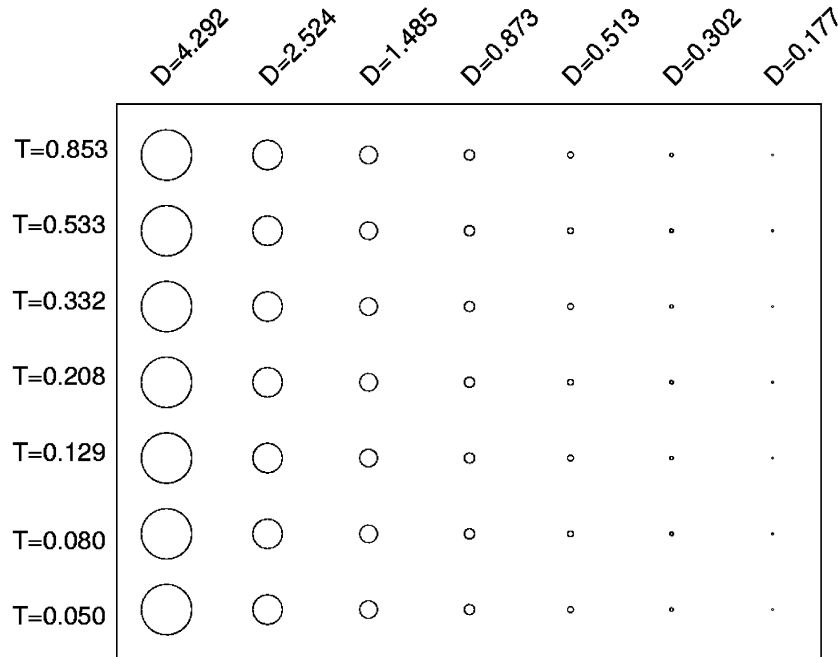 D=4.292
D=2.524
D=1.485
D=0.873
D=0.513
D=0.302
D=0.177
T=0.853
T=0.533
T=0.332
T=0.208
T=0.129
T=0.080
T=0.050